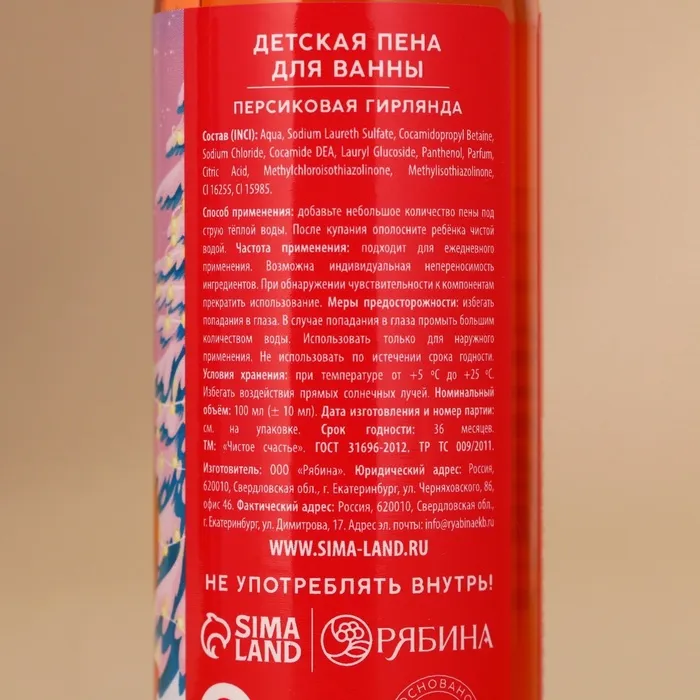 ДЕТСКАЯ ПЕНА
ДЛЯ ВАННЫ
ПЕРСИКОВАЯ ГИРЛЯНДА
Состав (INCI): Aqua, Sodium Laureth Sulfate, Cocamidopropyl Betaine,
Sodium Chloride, Cocamide DEA, Lauryl Glucoside, Panthenol, Parfum,
Citric Acid, Methylchloroisothiazolinone, Methylisothiazolinone,
CI 16255, CI 15985.
Способ применения: добавьте небольшое количество пены под
струю тёплой воды. После купания ополосните ребёнка чистой
водой. Частота применения: подходит для ежедневного
применения. Возможна индивидуальная непереносимость
ингредиентов. При обнаружении чувствительности к компонентам
прекратить использование. Меры предосторожности: избегать
попадания в глаза. В случае попадания в глаза промыть большим
количеством воды. Использовать только для наружного
применения. Не использовать по истечении срока годности.
Условия хранения: при температуре от +5 °С до +25 °С.
Избегать воздействия прямых солнечных лучей. Номинальный
объём: 100 мл (± 10 мл). Дата изготовления и номер партии:
см. на упаковке. Срок годности: 36 месяцев.
ТМ: «Чистое счастье». ГОСТ 31696-2012. ТР ТС 009/2011.
Изготовитель: ООО «Рябина». Юридический адрес: Россия,
620010, Свердловская обл., г. Екатеринбург, ул. Черняховского, 86,
офис 46. Фактический адрес: Россия, 620010, Свердловская обл.,
г. Екатеринбург, ул. Димитрова, 17. Адрес эл. почты: info@ryabinaekb.ru
WWW.SIMA-LAND.RU
НЕ УПОТРЕБЛЯТЬ ВНУТРЬ!
SIMA
LAND
РЯБИНА
ОСНОВАНО